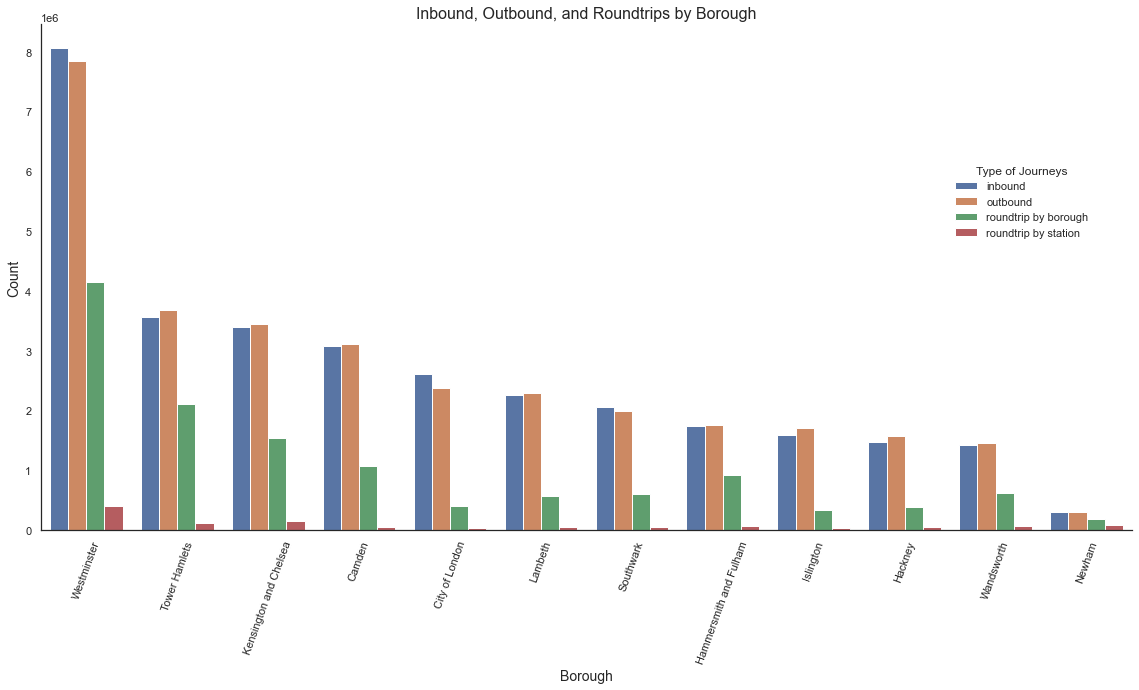 Inbound, Outbound, and Roundtrips by Borough
1e6
8
7
6
5
4
3
2
1
0
Count
Type of Journeys
inbound
outbound
roundtrip by borough
roundtrip by station
Westminster
Tower Hamlets
Kensington and Chelsea
Camden
City of London
Lambeth
Southwark
Hammersmith and Fulham
Islington
Hackney
Wandsworth
Newham
Borough